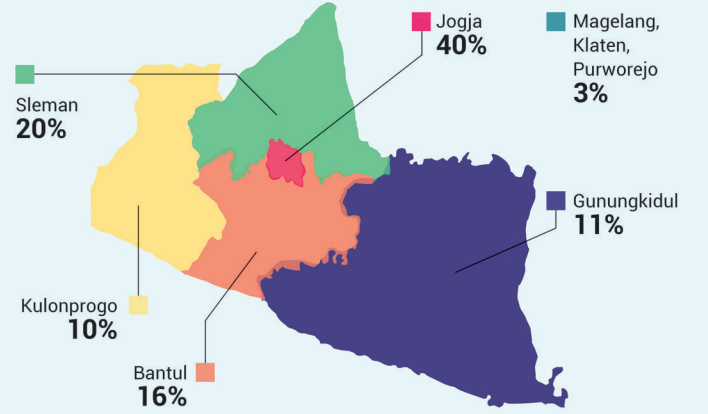 Jogja
40%
Magelang,
Klaten,
Purworejo
3%
Sleman
20%
Gunungkidul
11%
Kulonprogo
10%
Bantul
16%